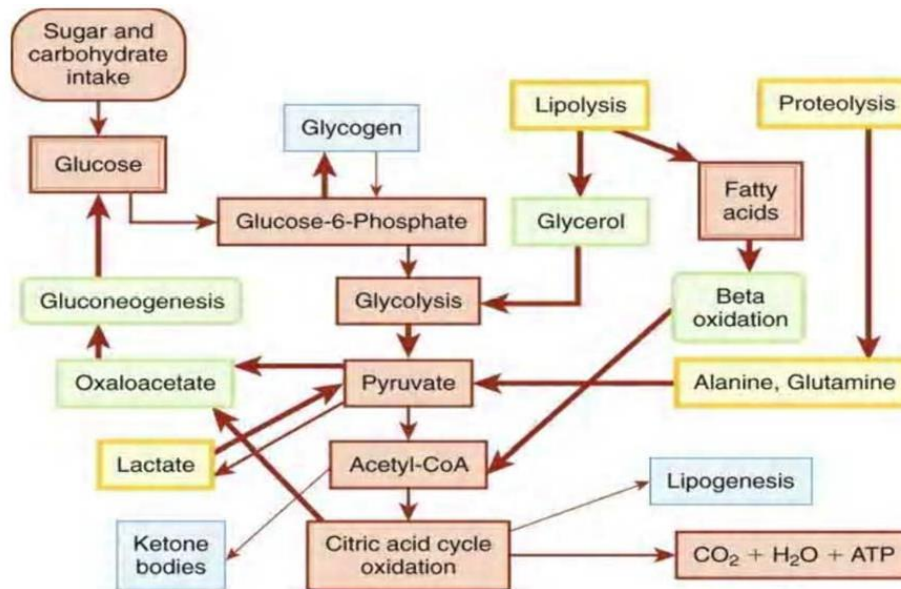 Sugar and
carbohydrate
intake
Glycogen
Lipolysis
Proteolysis
Glucose
Glucose-6-Phosphate
Glycerol
Fatty
acids
Gluconeogenesis
Glycolysis
Beta
oxidation
Oxaloacetate
Pyruvate
Alanine, Glutamine
Lactate
Acetyl-CoA
Lipogenesis
Ketone
bodies
Citric acid cycle
oxidation
CO₂ + H₂O + ATP